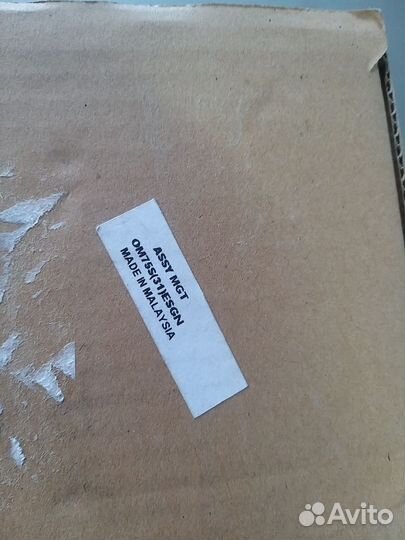 ASSY MGT
OM75S(31)ESGN
MADE IN MALAYSIA
Avito